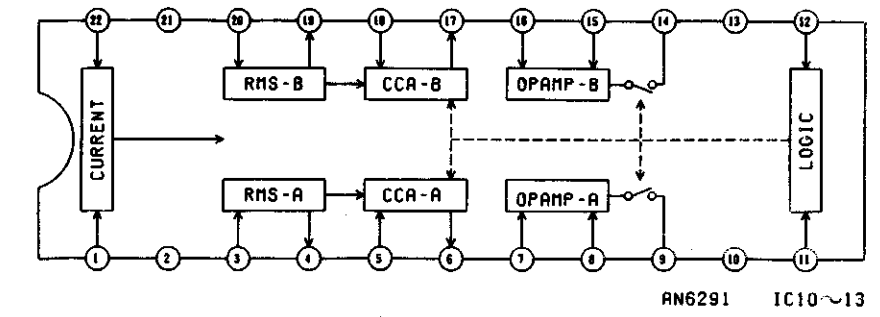 22 21 20 19 18 17 16 15 14 13 12
RMS-B CCA-B OPAMP-B
CURRENT
LOGIC
RMS-A CCA-A OPAMP-A
1 2 3 4 5 6 7 8 9 10 11
AN6291 IC10~13